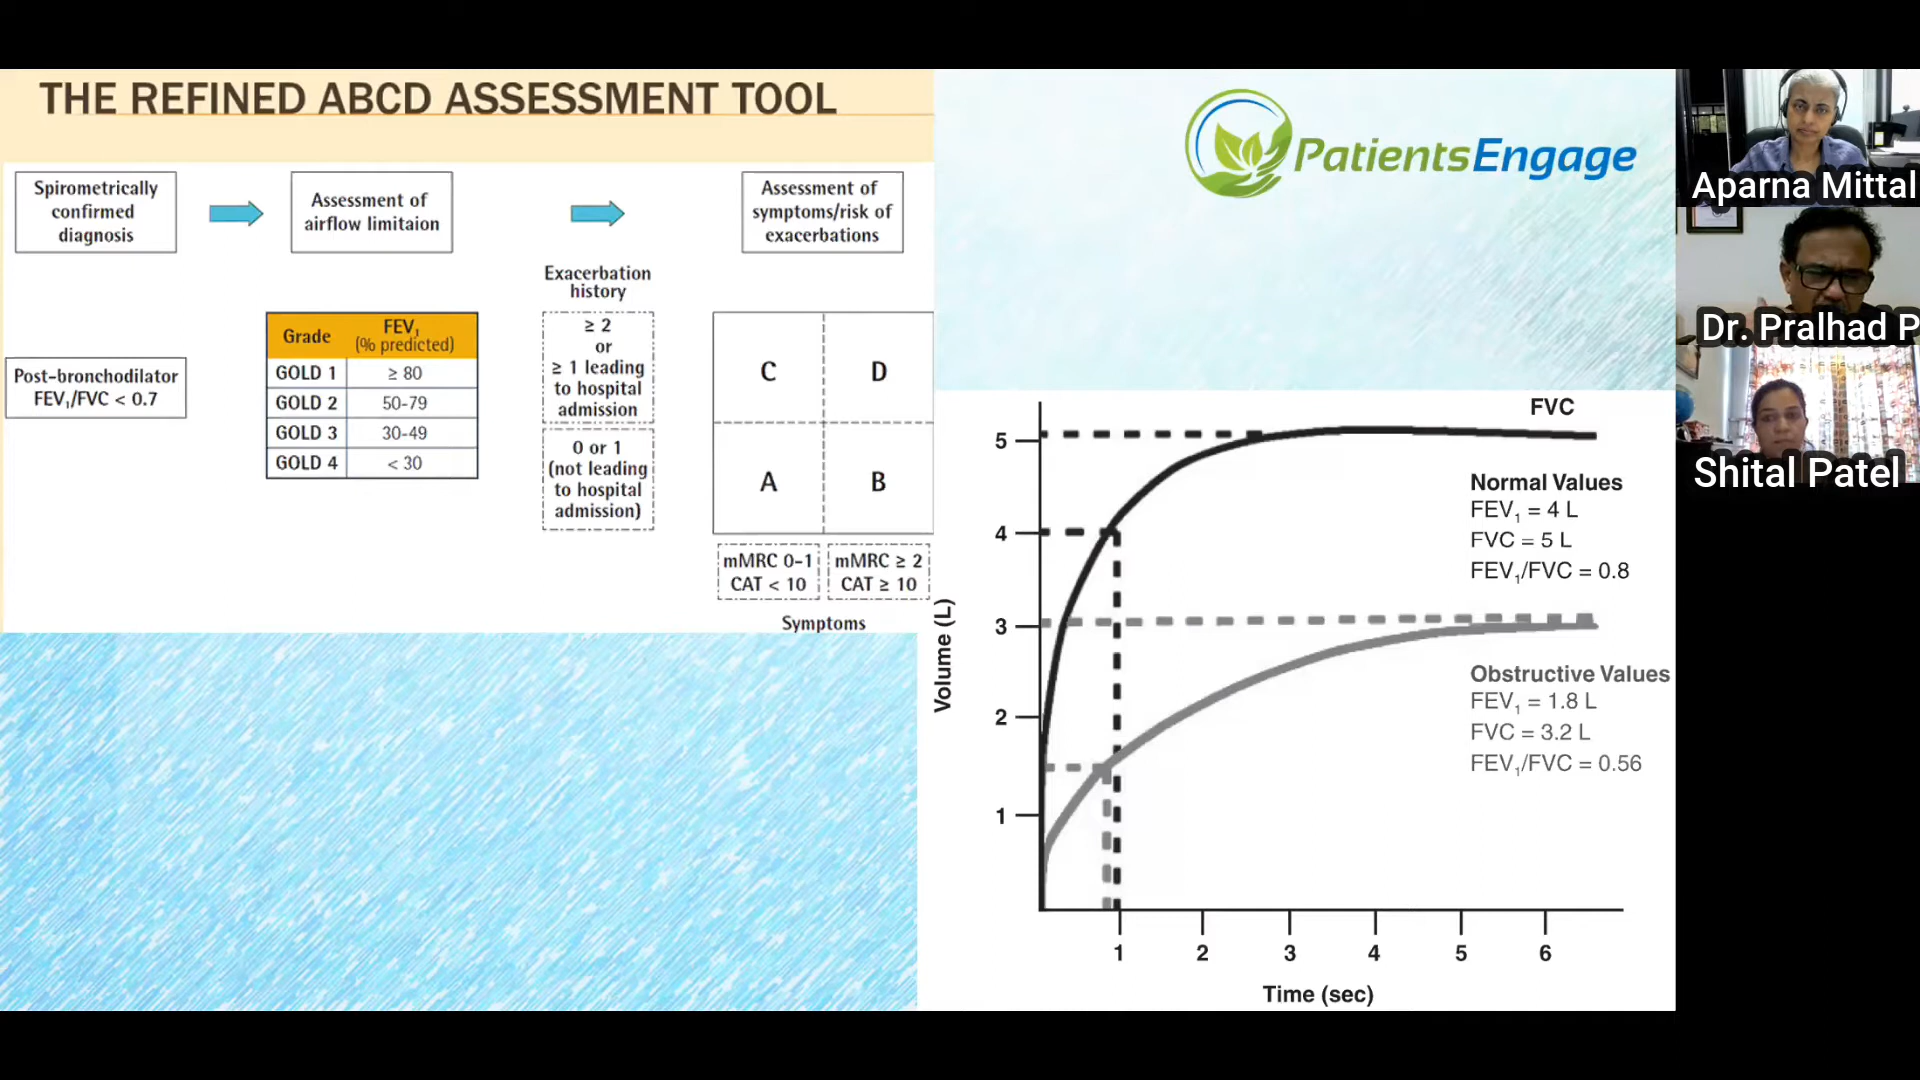 THE REFINED ABCD ASSESSMENT TOOL
Spirometrically
confirmed
diagnosis
Assessment of
airflow limitaion
Assessment of
symptoms/risk of
exacerbations
Exacerbation
history
Post-bronchodilator
FEV₁/FVC < 0.7
Grade FEV₁ (% predicted)
GOLD 1 ≥ 80
GOLD 2 50-79
GOLD 3 30-49
GOLD 4 < 30
≥ 2
or
≥ 1 leading
to hospital
admission
0 or 1
(not leading
to hospital
admission)
C D
A B
mMRC 0-1
CAT < 10
mMRC ≥ 2
CAT ≥ 10
Symptoms
PatientsEngage
FVC
5
4
3
2
1
Volume (L)
Normal Values
FEV₁ = 4 L
FVC = 5 L
FEV₁/FVC = 0.8
Obstructive Values
FEV₁ = 1.8 L
FVC = 3.2 L
FEV₁/FVC = 0.56
1 2 3 4 5 6
Time (sec)
Aparna Mittal
Dr. Pralhad P
Shital Patel